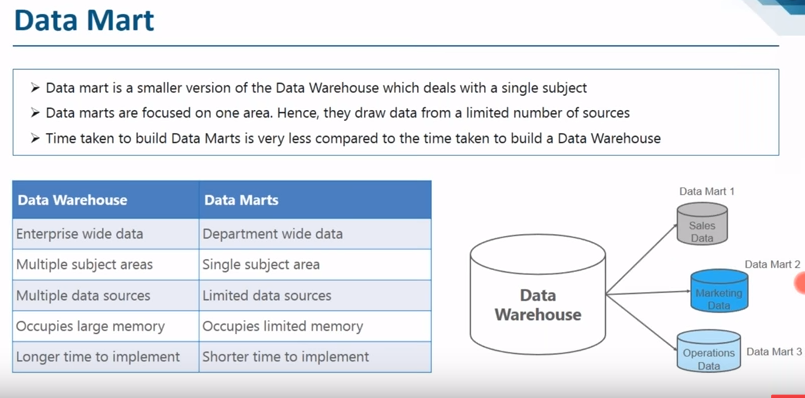 Data Mart
➤ Data mart is a smaller version of the Data Warehouse which deals with a single subject
➤ Data marts are focused on one area. Hence, they draw data from a limited number of sources
➤ Time taken to build Data Marts is very less compared to the time taken to build a Data Warehouse
Data Warehouse Data Marts
Enterprise wide data Department wide data
Multiple subject areas Single subject area
Multiple data sources Limited data sources
Occupies large memory Occupies limited memory
Longer time to implement Shorter time to implement
Data
Warehouse
Data Mart 1
Sales
Data
Data Mart 2
Marketing
Data
Operations
Data
Data Mart 3